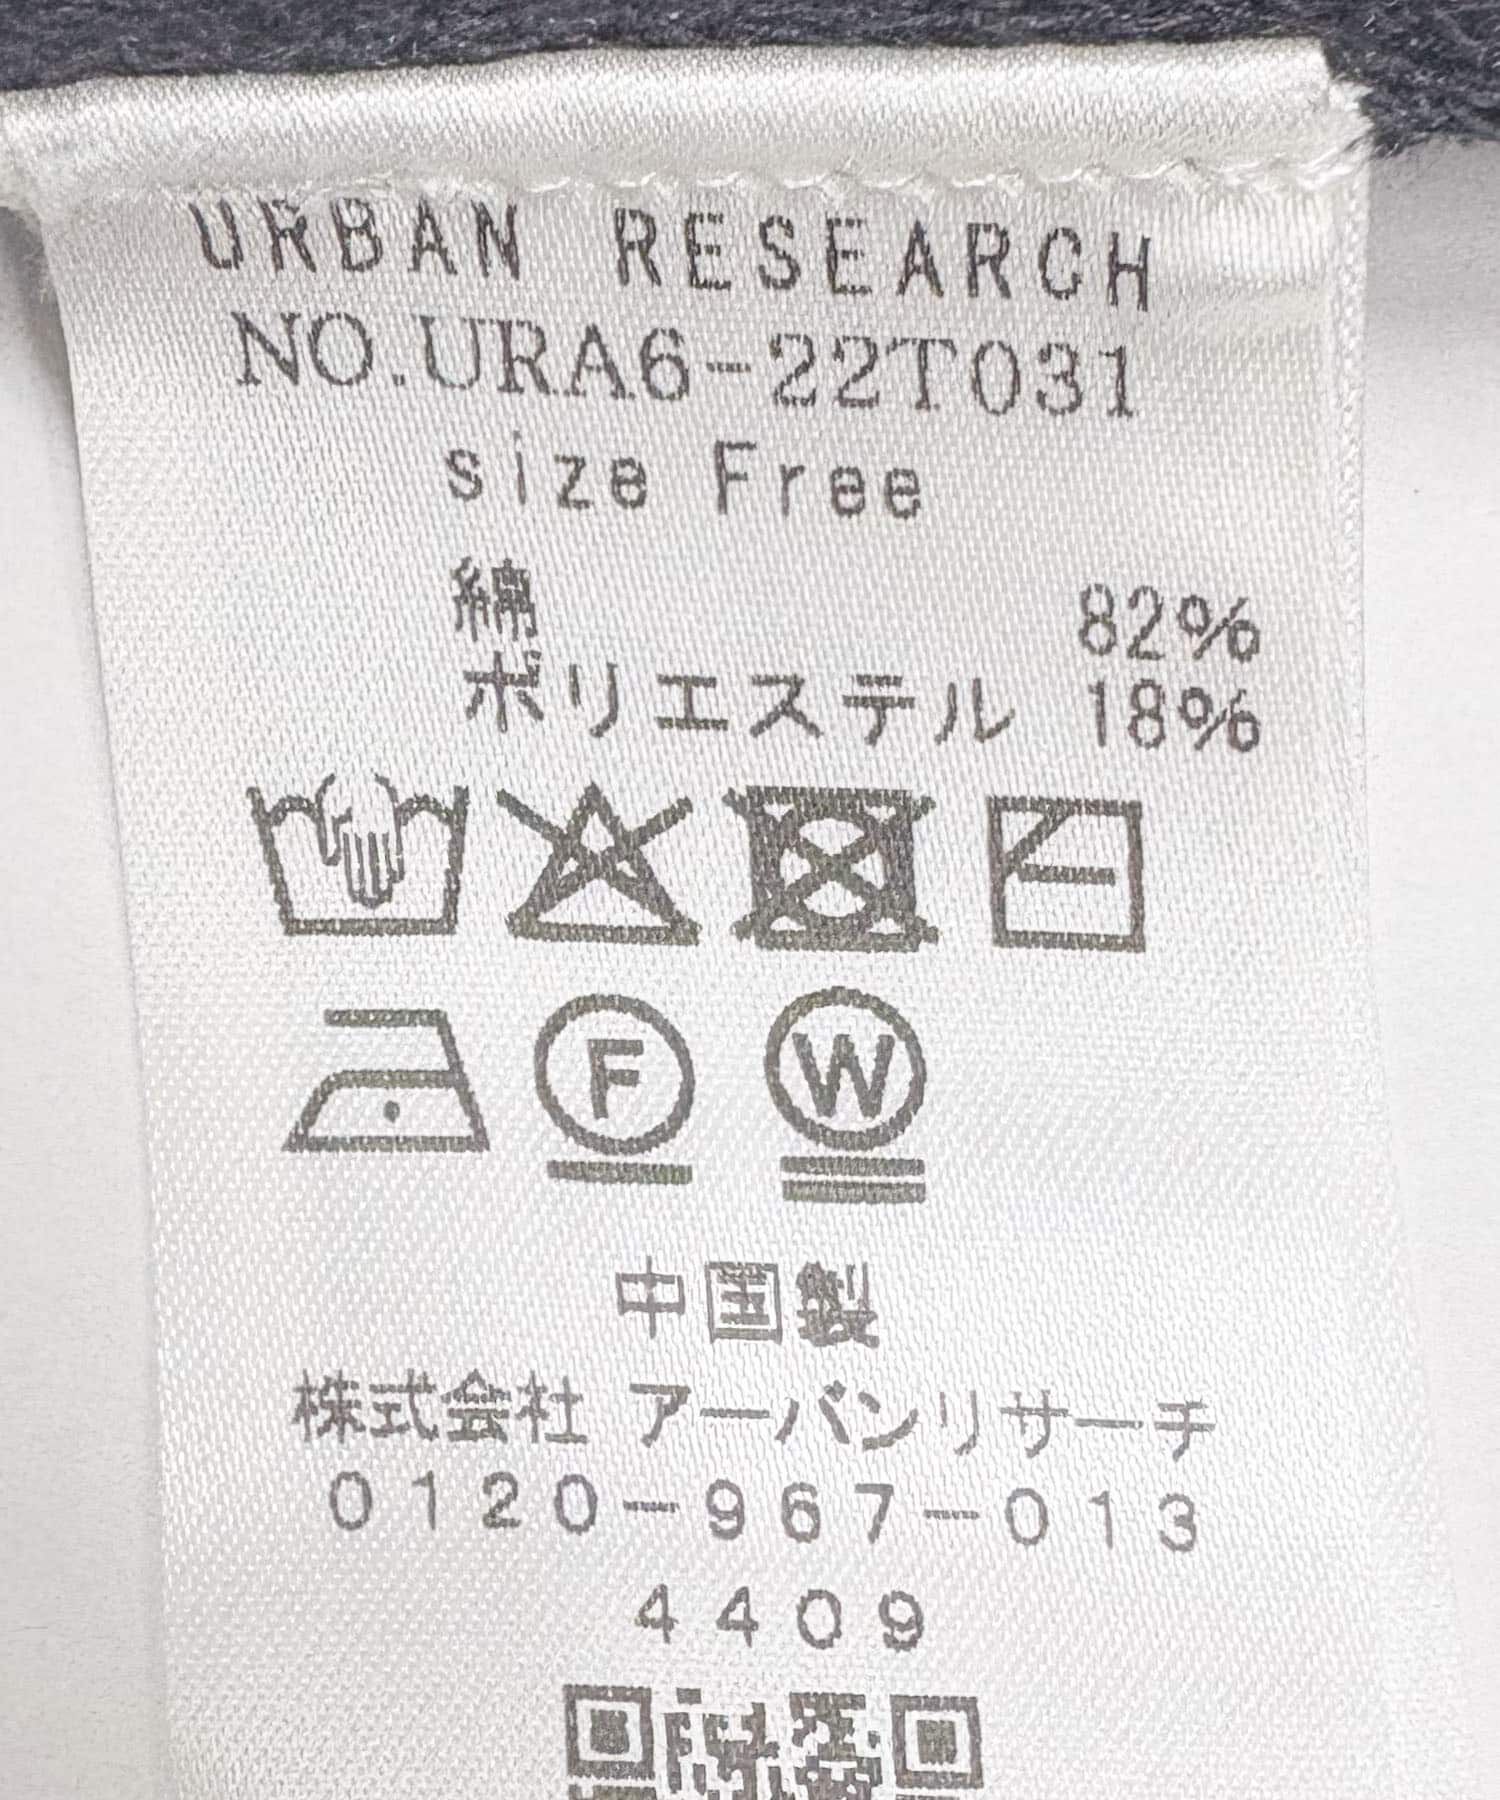 URBAN RESEARCH
NO.URA6-22T031
size Free
綿 82%
ポリエステル 18%
F W
中国製
株式会社 アーバンリサーチ
0120-967-013
4409